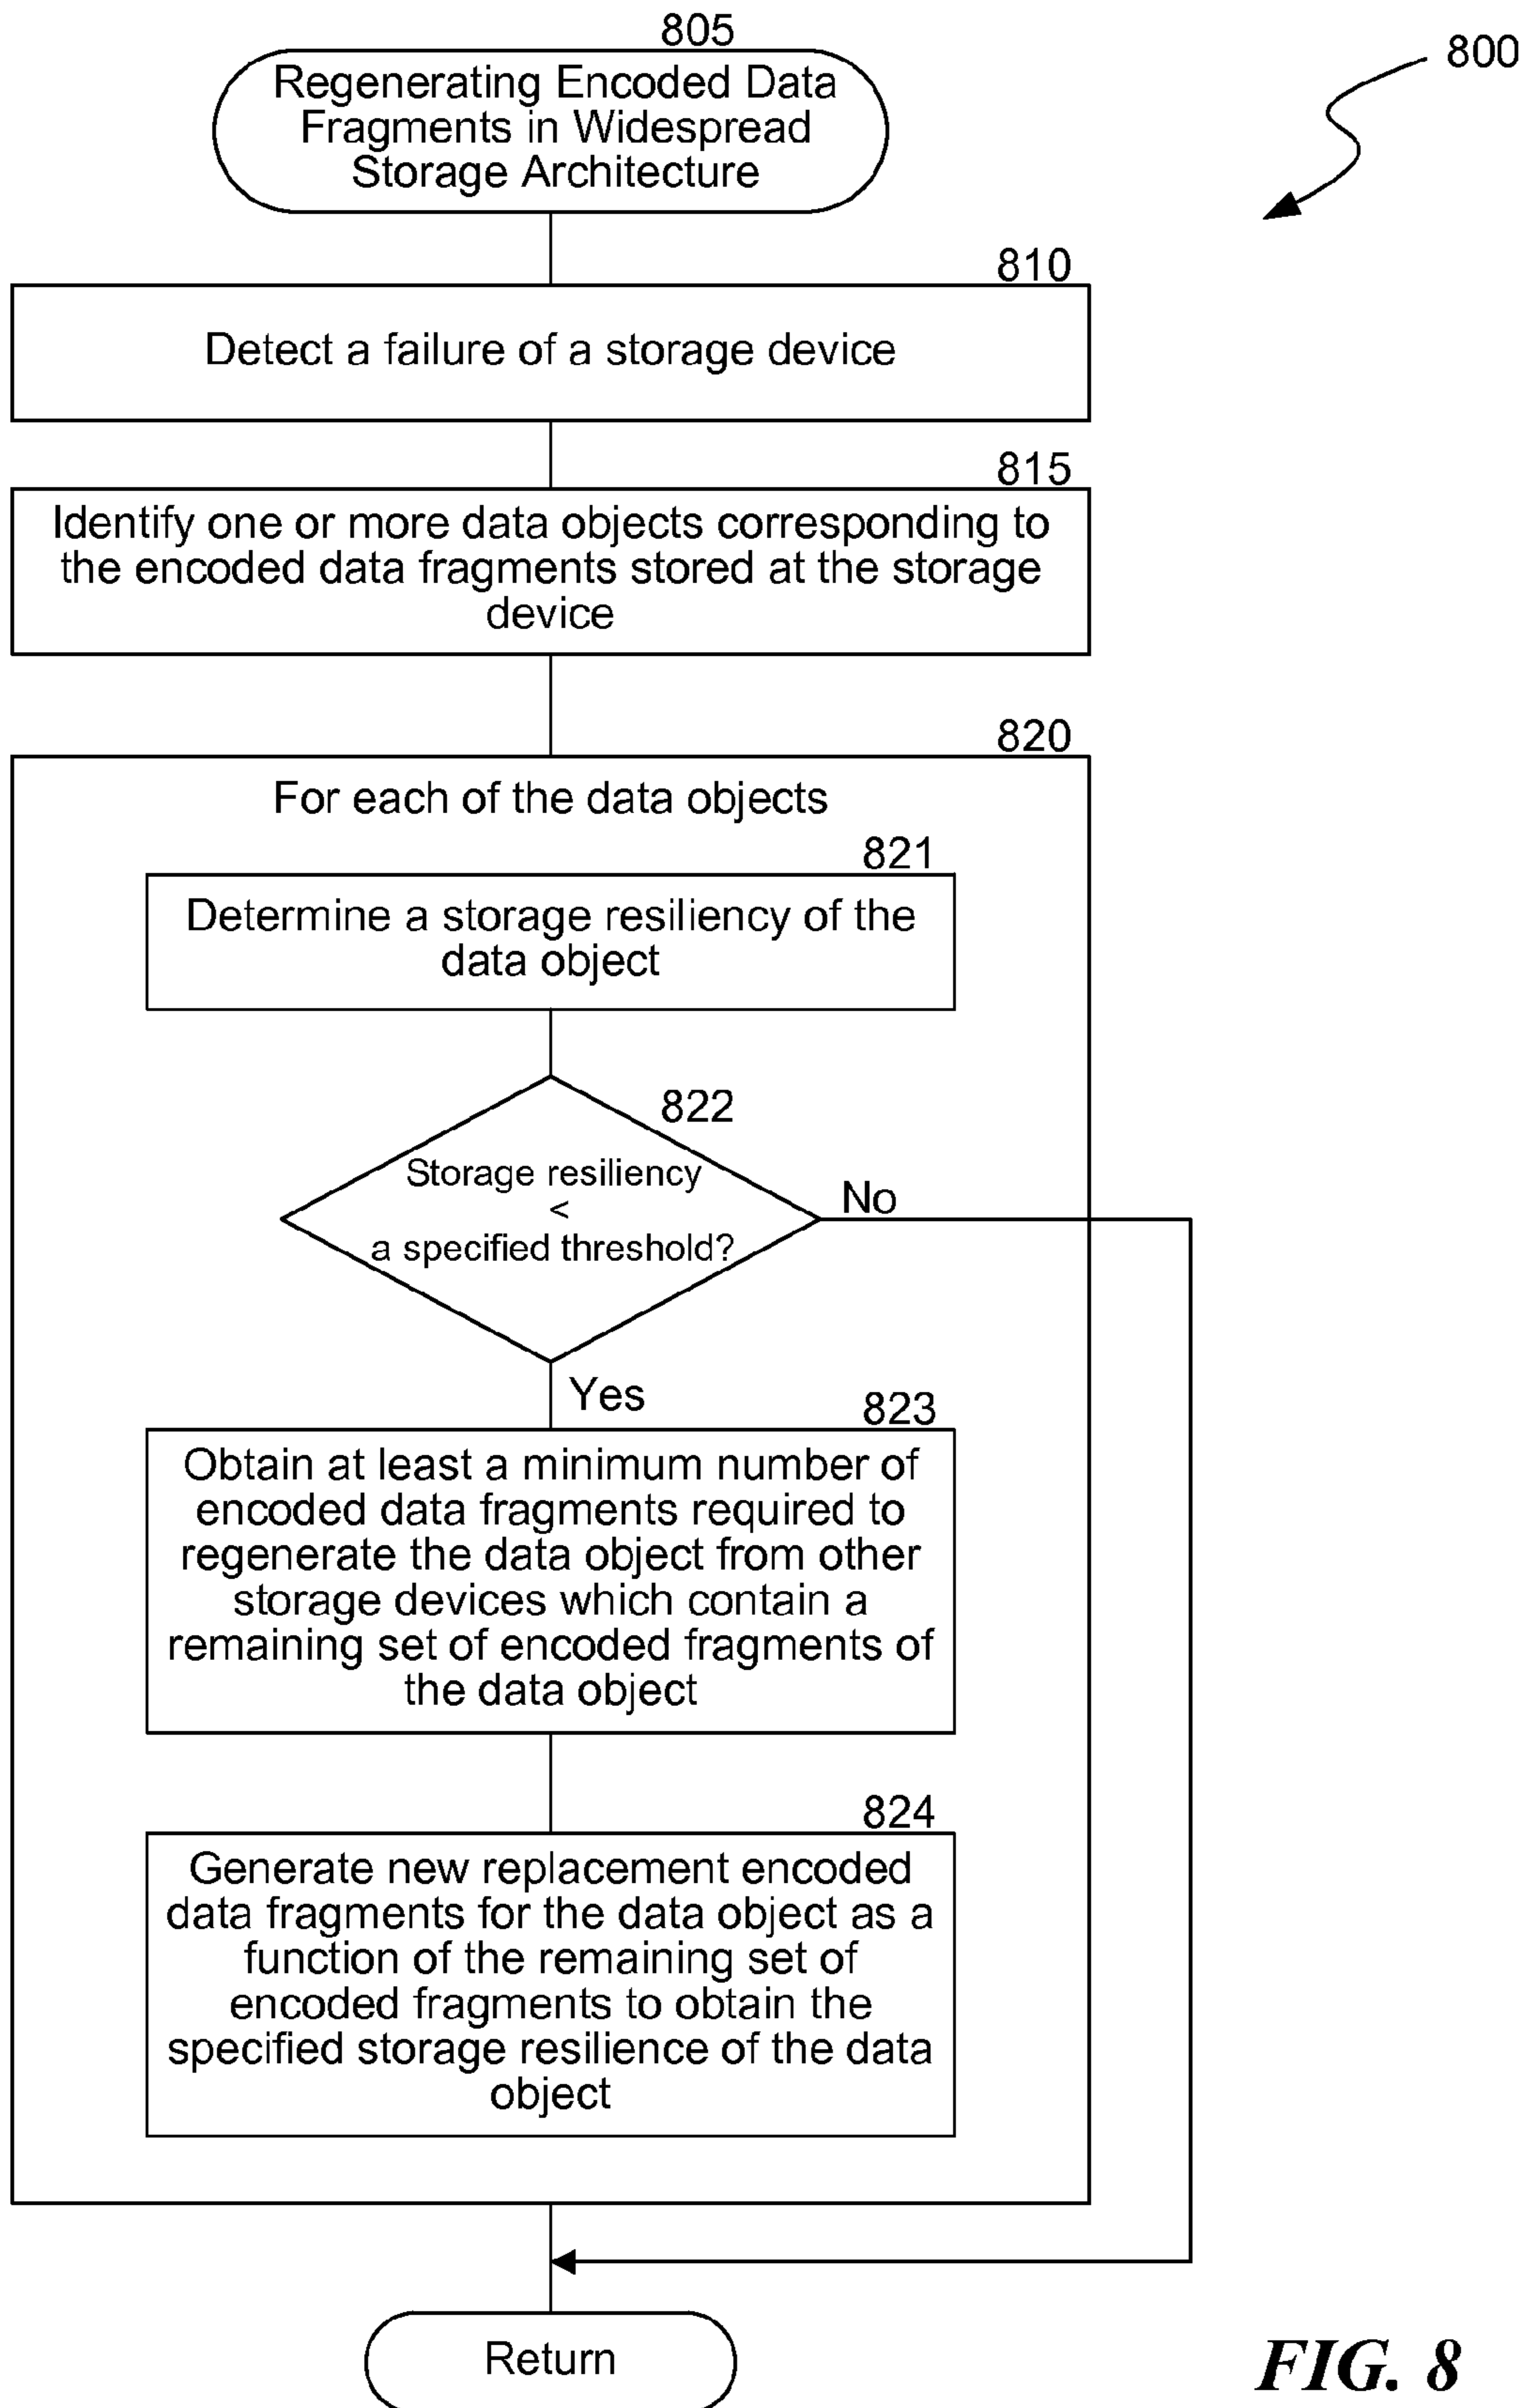 805
800
Regenerating Encoded Data
Fragments in Widespread
Storage Architecture
810
Detect a failure of a storage device
815
Identify one or more data objects corresponding to
the encoded data fragments stored at the storage
device
820
For each of the data objects
821
Determine a storage resiliency of the
data object
822
Storage resiliency
<
a specified threshold?
No
Yes
823
Obtain at least a minimum number of
encoded data fragments required to
regenerate the data object from other
storage devices which contain a
remaining set of encoded fragments of
the data object
824
Generate new replacement encoded
data fragments for the data object as a
function of the remaining set of
encoded fragments to obtain the
specified storage resilience of the data
object
Return
FIG. 8